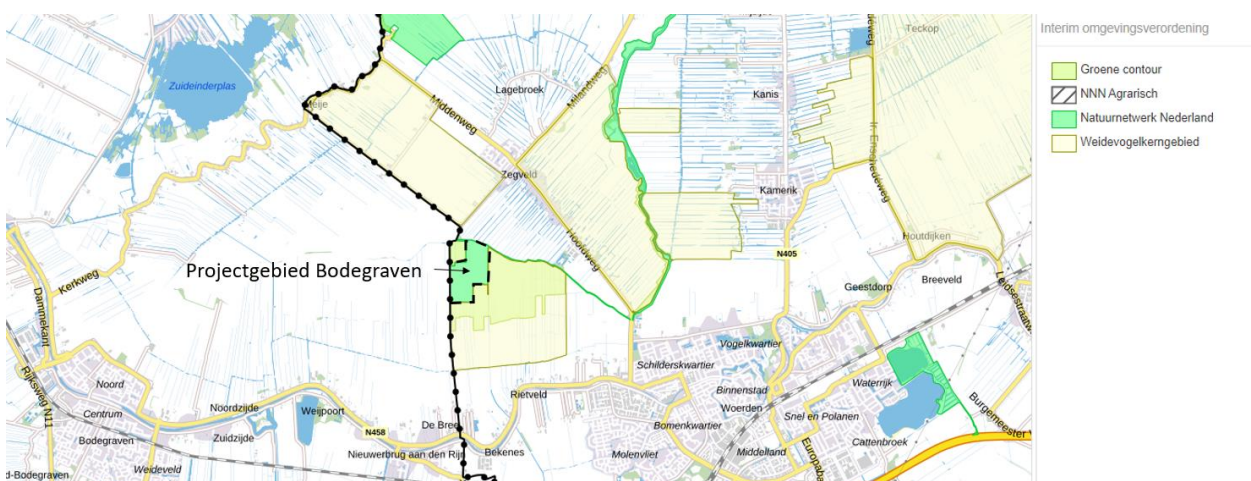 Interim omgevingsverordening
Groene contour
NNN Agrarisch
Natuurnetwerk Nederland
Weidevogelkerngebied
Teckop
Zuideinderplas
Lagebroek
Milandweg
Kanis
Meije
Middenweg
Zegveld
Kamerik
Hoofdweg
Houtdijken
Projectgebied Bodegraven
Kerkweg
N405
Breeveld
Geestdorp
Dammekant
Vogelkwartier
Schilderskwartier
Rijksweg N11
Noord
Rietveld
Binnenstad
Waterrijk
Woerden
Centrum
Noordzijde
Weijpoort
Snel en Polanen
Burgemeester
De Bree
Bomenkwartier
Zuidzijde
N458
Cattenbroek
Bodegraven
Nieuwerbrug aan den Rijn
Bekenes
Molenvliet
Middelland
Weideveld
d-Bodegraven